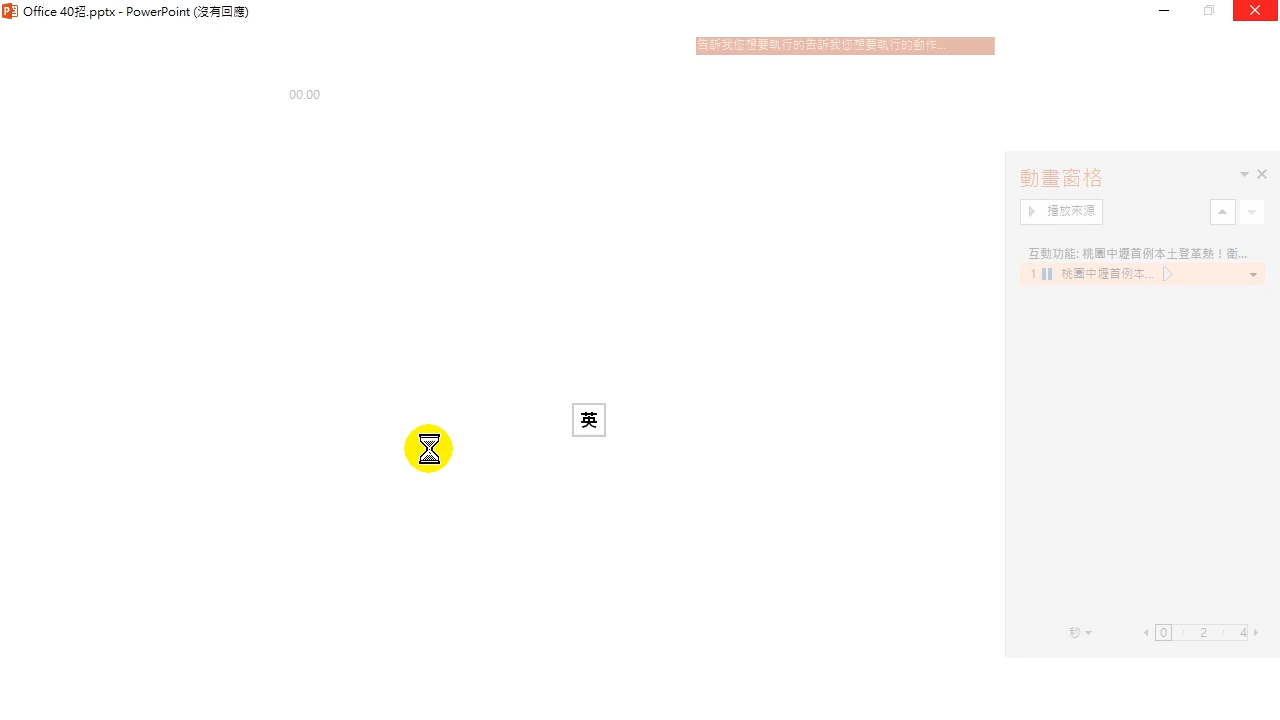 Office 40招.pptx - PowerPoint (沒有回應)
告訴我您想要執行的告訴我您想要執行的動作...
00.00
動畫窗格
播放來源
互動功能: 桃園中壢首例本土登革熱！衛...
1 桃園中壢首例本...
英
秒 0 2 4